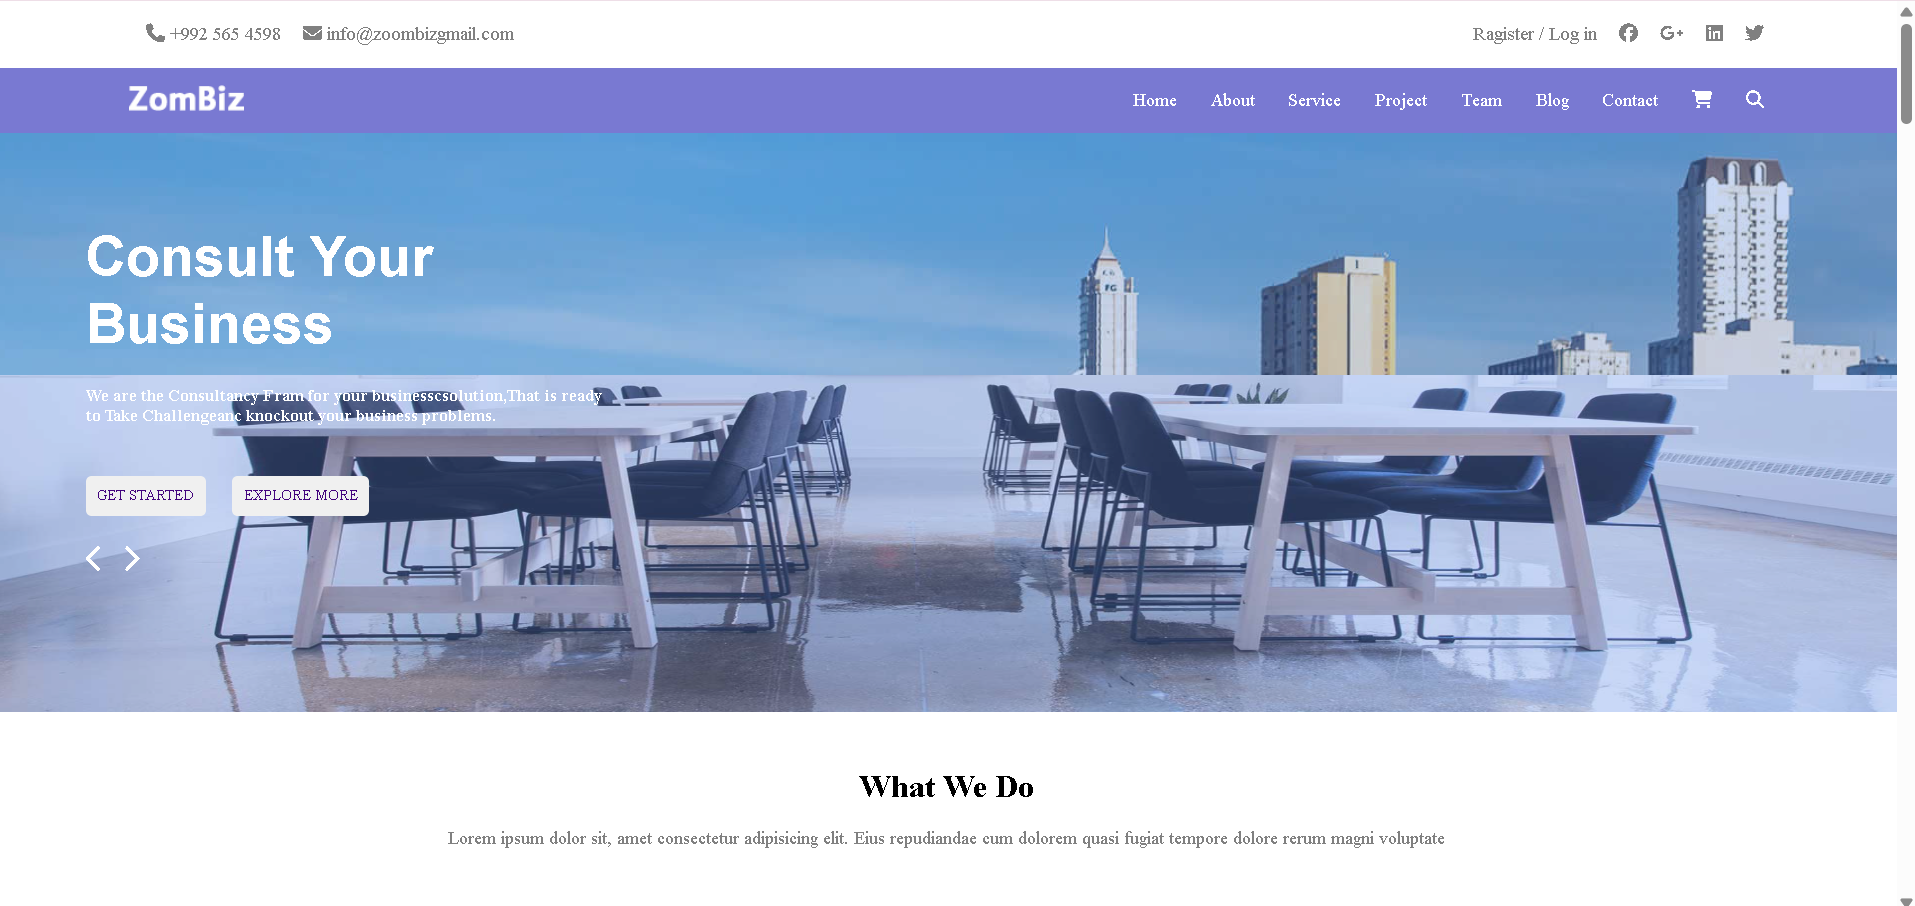 +992 565 4598 info@zoombizgmail.com Ragister / Log in
ZomBiz Home About Service Project Team Blog Contact
FG
Consult Your
Business
We are the Consultancy Fram for your businesscsolution,That is ready
to Take Challengeanc knockout your business problems.
GET STARTED EXPLORE MORE
What We Do
Lorem ipsum dolor sit, amet consectetur adipisicing elit. Eius repudiandae cum dolorem quasi fugiat tempore dolore rerum magni voluptate